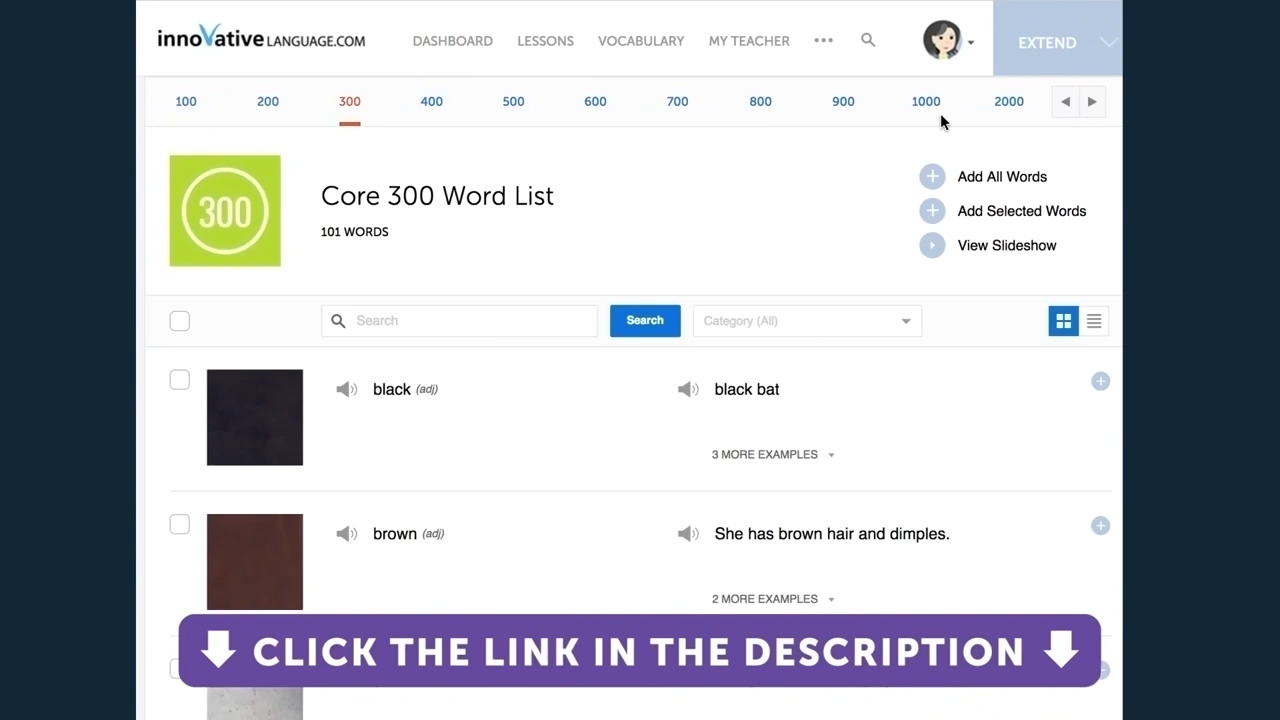 innoVative LANGUAGE.COM DASHBOARD LESSONS VOCABULARY MY TEACHER ••• EXTEND
100 200 300 400 500 600 700 800 900 1000 2000
300
Core 300 Word List
101 WORDS
Add All Words
Add Selected Words
View Slideshow
Search Search Category (All)
black (adj) black bat
3 MORE EXAMPLES
brown (adj) She has brown hair and dimples.
2 MORE EXAMPLES
CLICK THE LINK IN THE DESCRIPTION